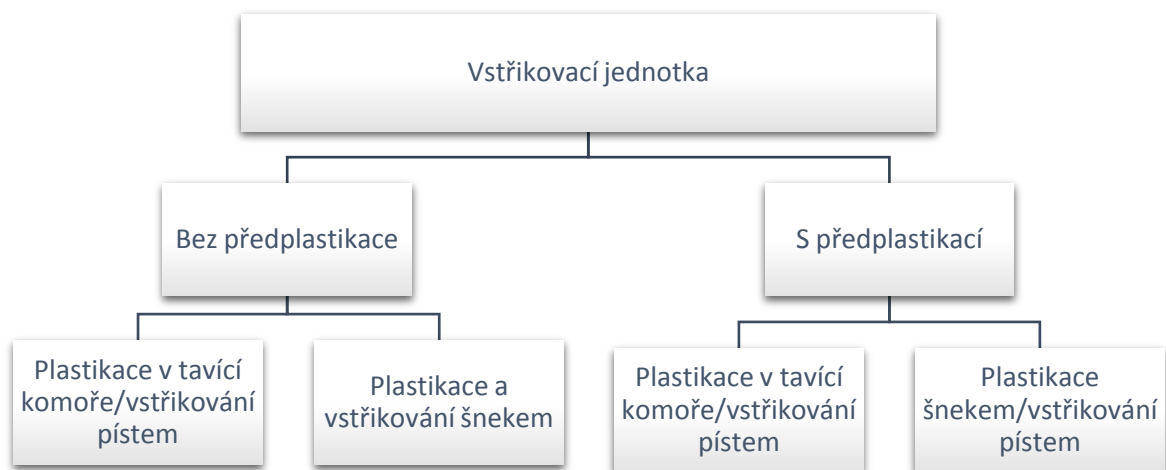 Vstřikovací jednotka
Bez předplastikace
S předplastikací
Plastikace v tavící
komoře/vstřikování
pístem
Plastikace a
vstřikování šnekem
Plastikace v tavící
komoře/vstřikování
pístem
Plastikace
šnekem/vstřikování
pístem